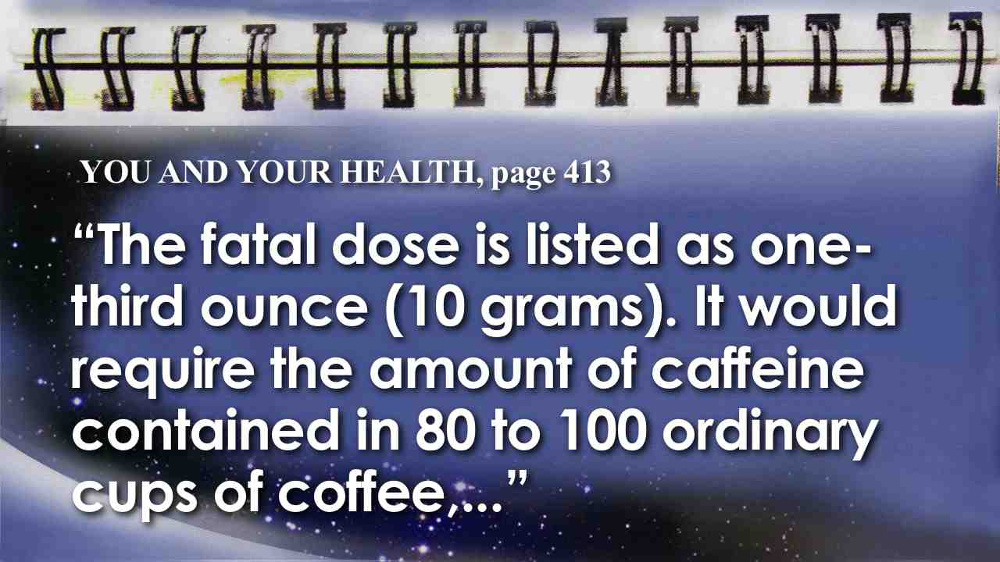 YOU AND YOUR HEALTH, page 413
“The fatal dose is listed as one-
third ounce (10 grams). It would
require the amount of caffeine
contained in 80 to 100 ordinary
cups of coffee,...”